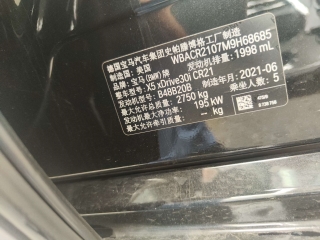 德国宝马汽车集团史帕腾博格工厂制造
WBACR2107M9H68685
制造国: 美国
发动机排量: 1998 mL
品牌: 宝马(BMW)牌
型号: X5 xDrive30i CR21
制造年月: 2021-06
发动机型号: B48B20B
乘坐人数: 5
最大允许总质量: 2750 kg
发动机最大净功率: 195 kW
最大允许牵引质量: -- kg